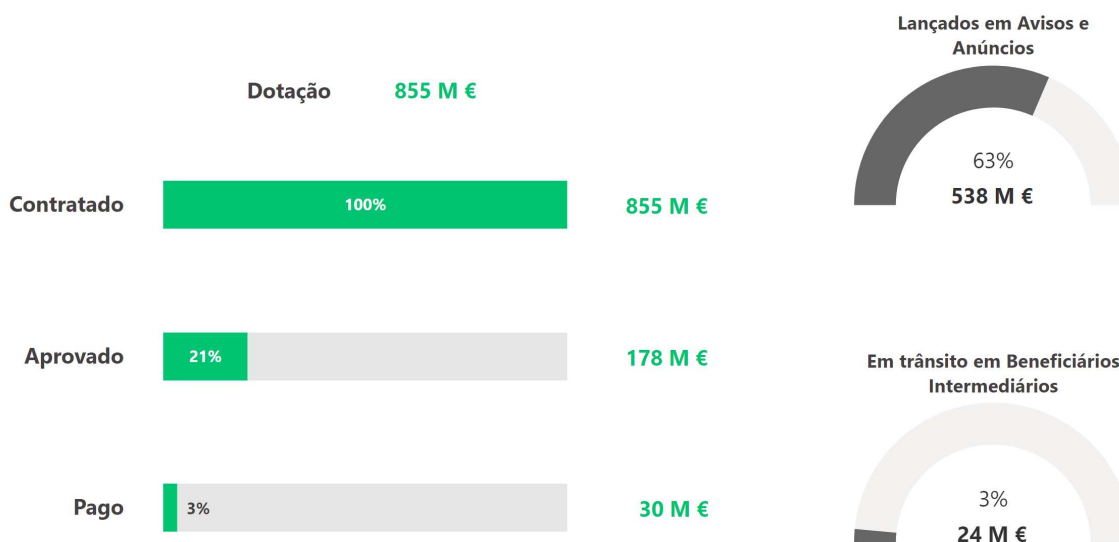 Dotação 855 M €
Contratado 100% 855 M €
Aprovado 21% 178 M €
Pago 3% 30 M €
Lançados em Avisos e
Anúncios
63%
538 M €
Em trânsito em Beneficiários
Intermediários
3%
24 M €